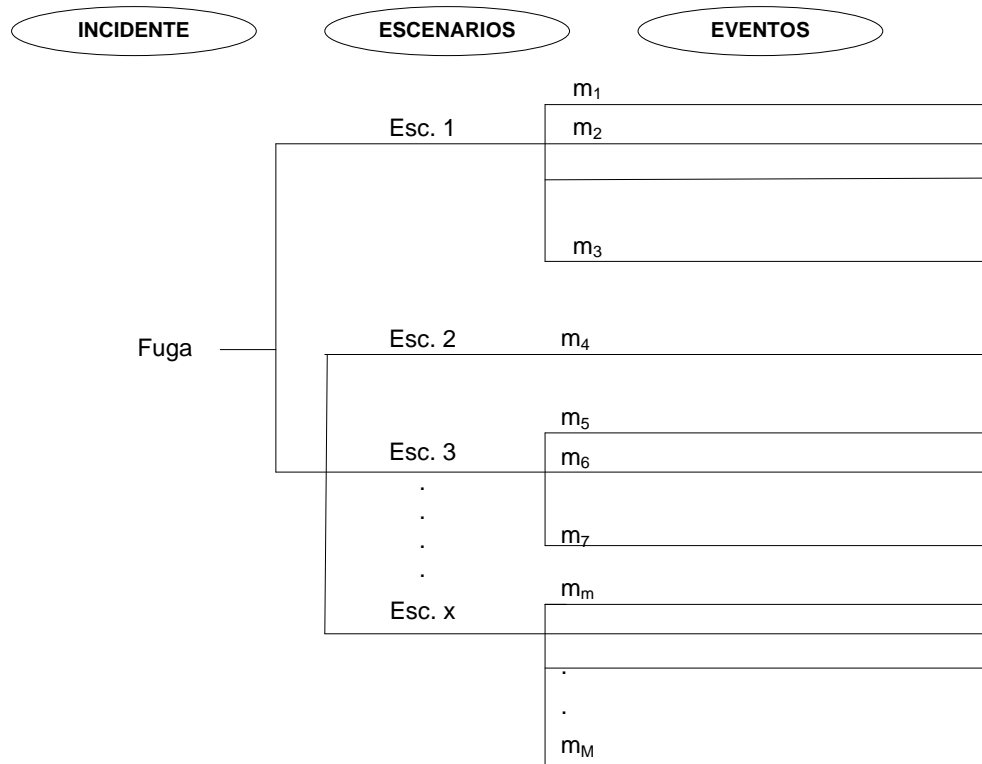 INCIDENTE ESCENARIOS EVENTOS
m₁
Esc. 1 m₂
m₃
Esc. 2 m₄
Fuga
m₅
Esc. 3 m₆
.
.
.
m₇
.
mₘ
Esc. x
.
.
m_M